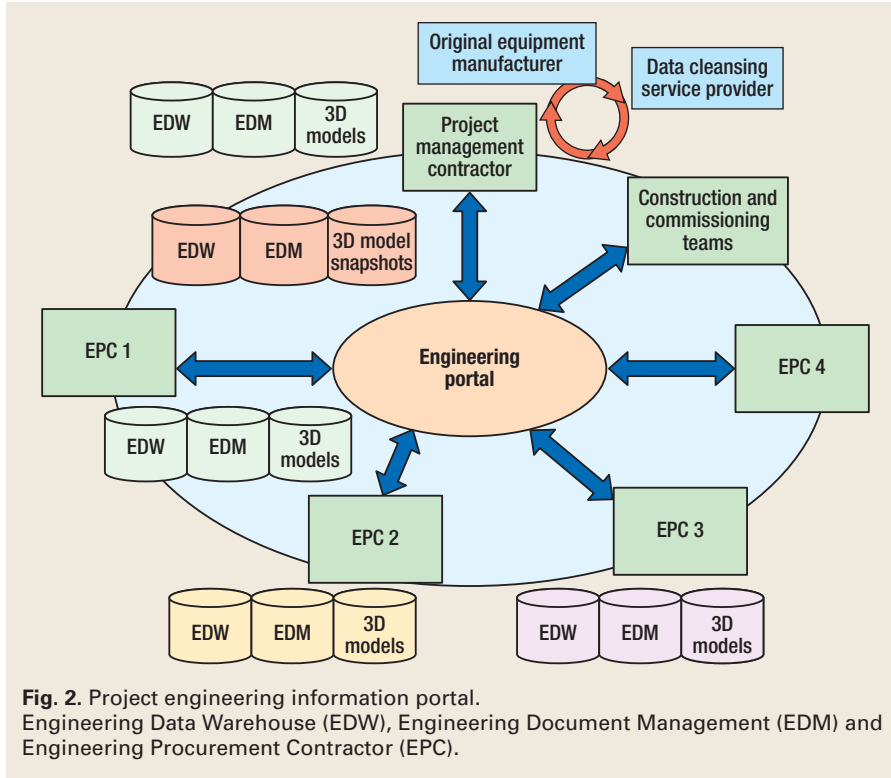 Original equipment
manufacturer
Data cleansing
service provider
EDW
EDM
3D
models
Project
management
contractor
Construction and
commissioning
teams
EDW
EDM
3D model
snapshots
EPC 1
Engineering
portal
EPC 4
EDW
EDM
3D
models
EPC 2
EPC 3
EDW
EDM
3D
models
EDW
EDM
3D
models
Fig. 2. Project engineering information portal.
Engineering Data Warehouse (EDW), Engineering Document Management (EDM) and
Engineering Procurement Contractor (EPC).